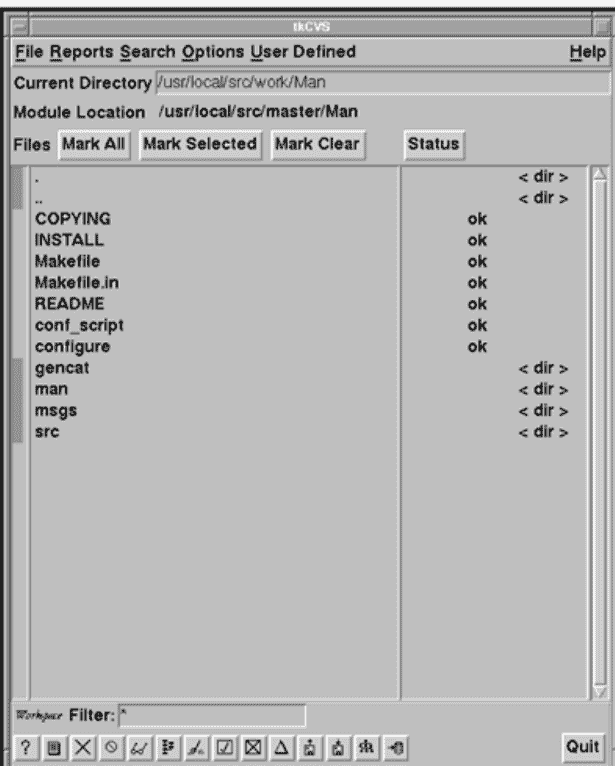 tkCVS
File Reports Search Options User Defined Help
Current Directory /usr/local/src/work/Man
Module Location /usr/local/src/master/Man
Files Mark All Mark Selected Mark Clear Status
. < dir >
.. < dir >
COPYING ok
INSTALL ok
Makefile ok
Makefile.in ok
README ok
conf_script ok
configure ok
gencat < dir >
man < dir >
msgs < dir >
src < dir >
Filter: *
? Quit